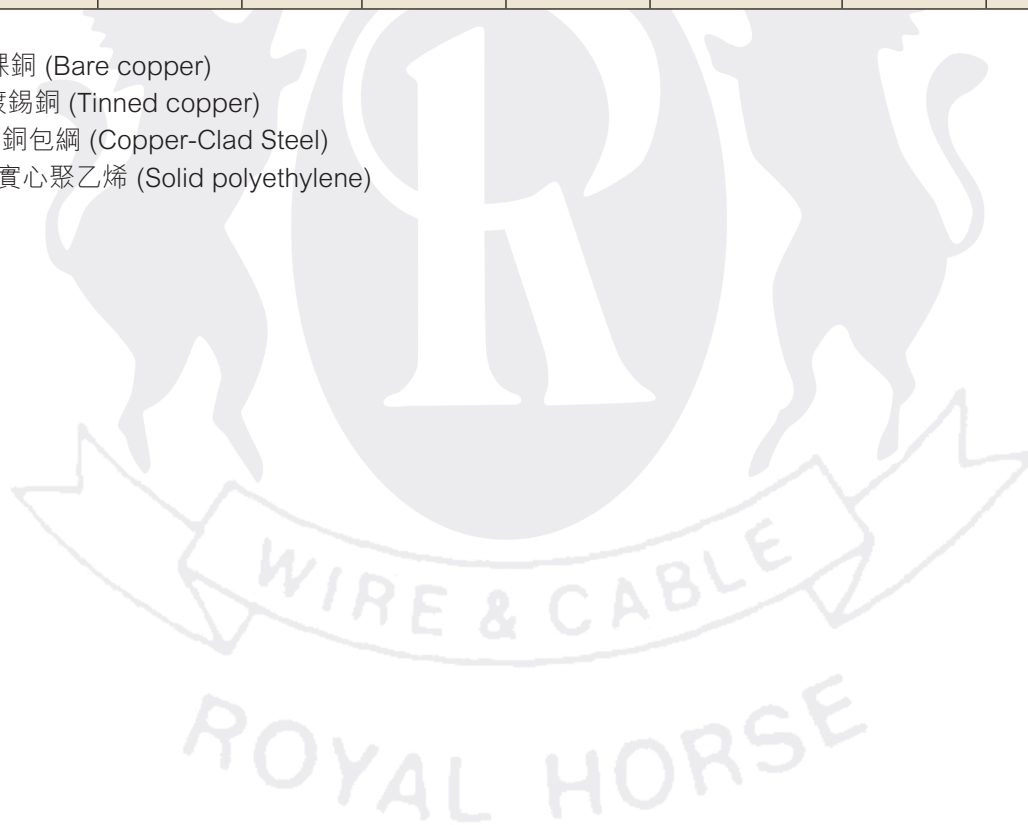 裸銅 (Bare copper)
鍍錫銅 (Tinned copper)
銅包綱 (Copper-Clad Steel)
實心聚乙烯 (Solid polyethylene)
R
WIRE & CABLE
ROYAL HORSE